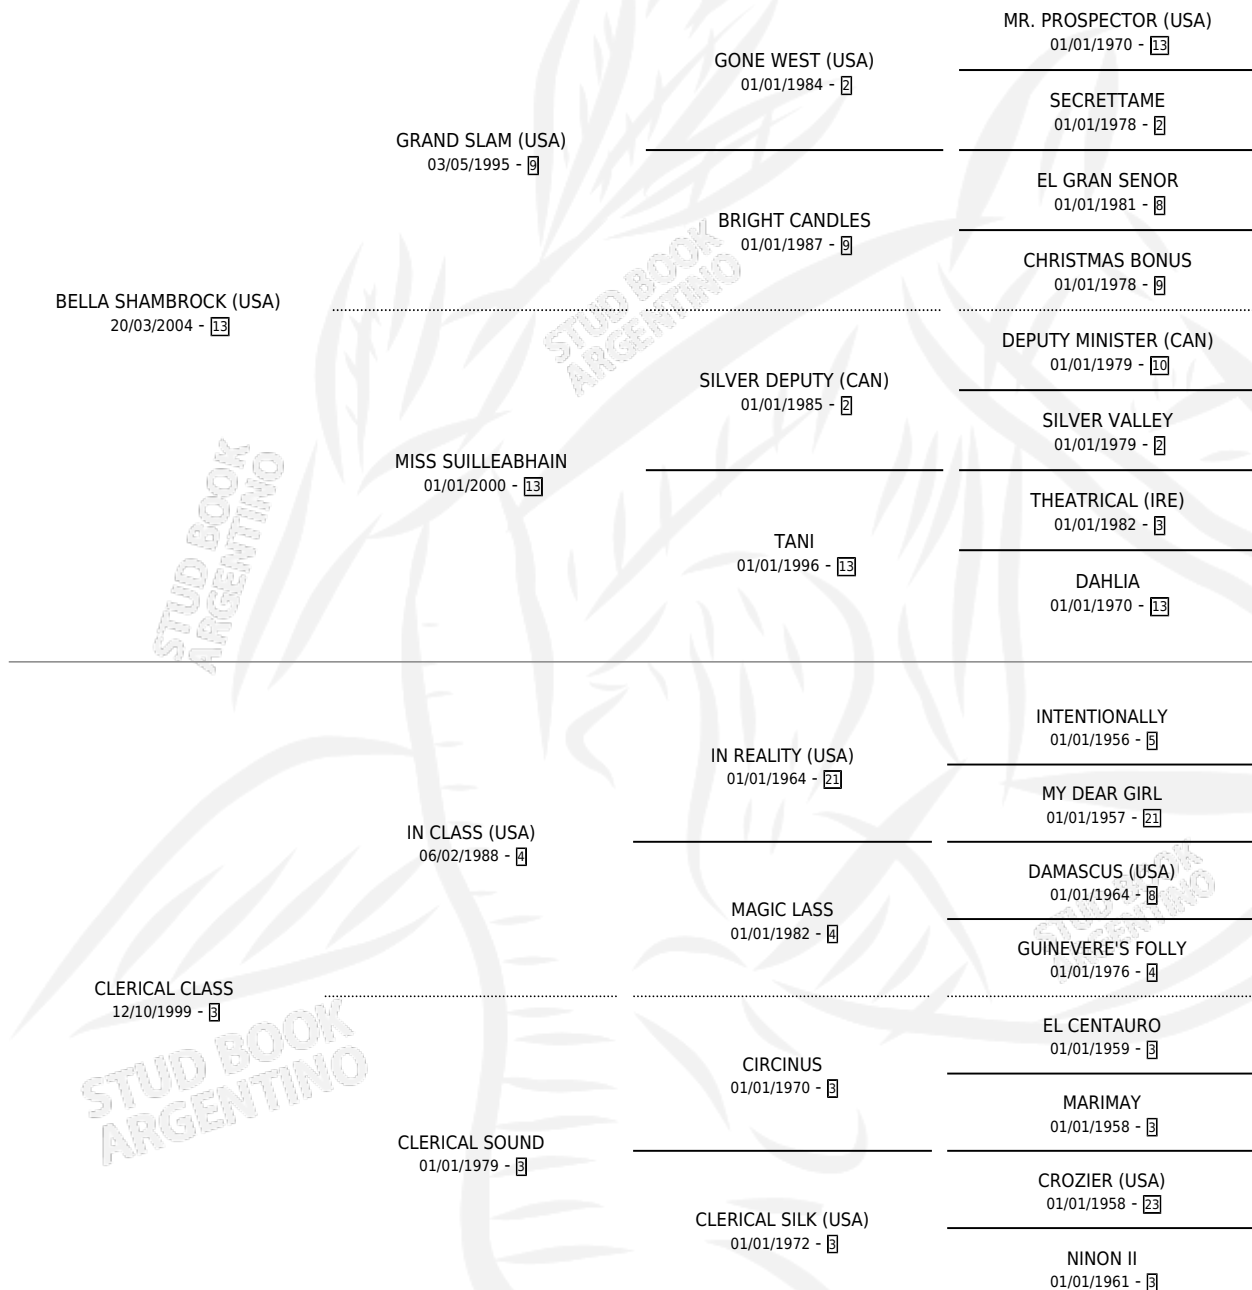 MR. PROSPECTOR (USA)
01/01/1970 - 13
GONE WEST (USA)
01/01/1984 - 2
SECRETTAME
01/01/1978 - 2
GRAND SLAM (USA)
03/05/1995 - 9
EL GRAN SENOR
01/01/1981 - 8
BRIGHT CANDLES
01/01/1987 - 9
CHRISTMAS BONUS
01/01/1978 - 9
BELLA SHAMBROCK (USA)
20/03/2004 - 13
DEPUTY MINISTER (CAN)
01/01/1979 - 10
SILVER DEPUTY (CAN)
01/01/1985 - 2
SILVER VALLEY
01/01/1979 - 2
MISS SUILLEABHAIN
01/01/2000 - 13
THEATRICAL (IRE)
01/01/1982 - 3
TANI
01/01/1996 - 13
DAHLIA
01/01/1970 - 13
INTENTIONALLY
01/01/1956 - 5
IN REALITY (USA)
01/01/1964 - 21
MY DEAR GIRL
01/01/1957 - 21
IN CLASS (USA)
06/02/1988 - 4
DAMASCUS (USA)
01/01/1964 - 8
MAGIC LASS
01/01/1982 - 4
GUINEVERE'S FOLLY
01/01/1976 - 4
CLERICAL CLASS
12/10/1999 - 3
EL CENTAURO
01/01/1959 - 3
CIRCINUS
01/01/1970 - 3
MARIMAY
01/01/1958 - 3
CLERICAL SOUND
01/01/1979 - 3
CROZIER (USA)
01/01/1958 - 23
CLERICAL SILK (USA)
01/01/1972 - 3
NINON II
01/01/1961 - 3
STUD BOOK
ARGENTINO
STUD BOOK
ARGENTINO
STUD BOOK
ARGENTINO
STUD BOOK
ARGENTINO